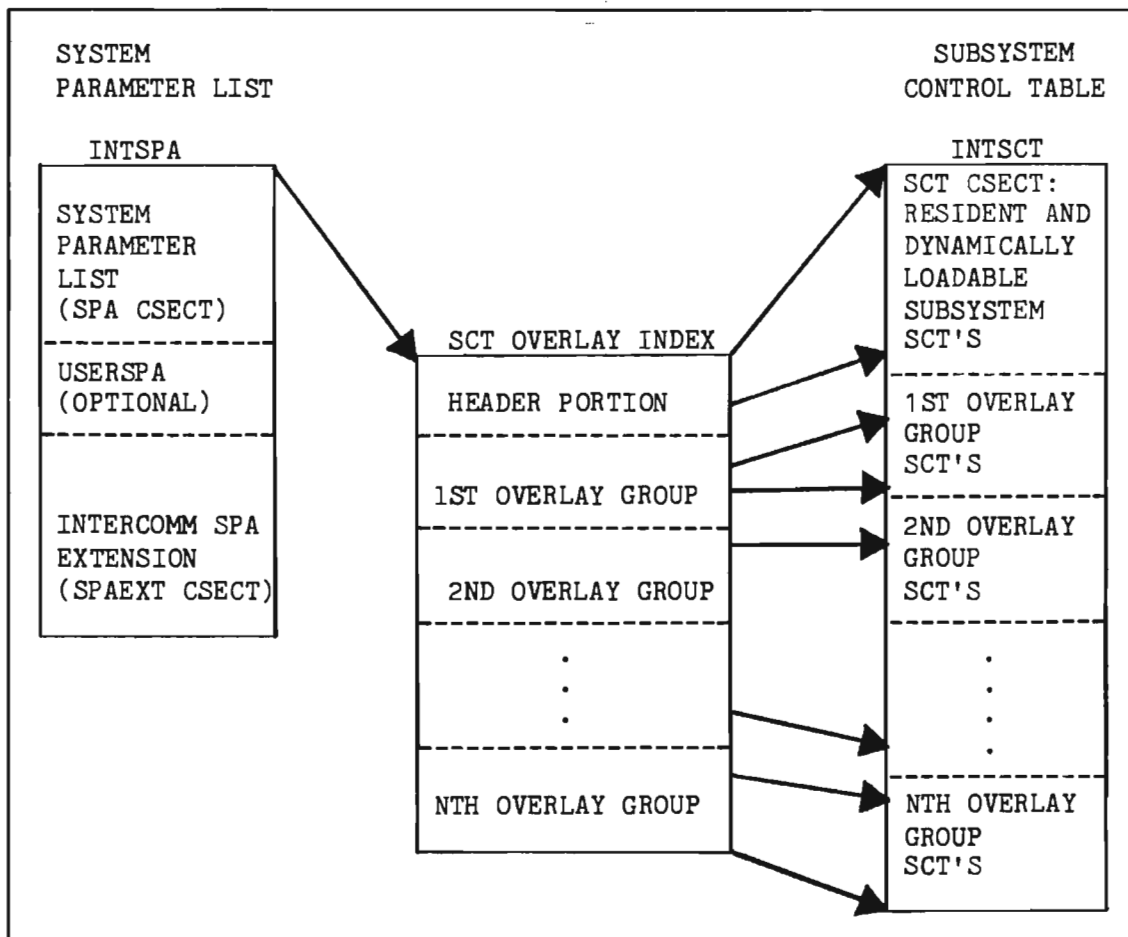 SYSTEM
PARAMETER LIST
INTSPA
SYSTEM
PARAMETER
LIST
(SPA CSECT)
USERSPA
(OPTIONAL)
INTERCOMM SPA
EXTENSION
(SPAEXT CSECT)
SCT OVERLAY INDEX
HEADER PORTION
1ST OVERLAY GROUP
2ND OVERLAY GROUP
NTH OVERLAY GROUP
SUBSYSTEM
CONTROL TABLE
INTSCT
SCT CSECT:
RESIDENT AND
DYNAMICALLY
LOADABLE
SUBSYSTEM
SCT'S
1ST OVERLAY
GROUP
SCT'S
2ND OVERLAY
GROUP
SCT'S
NTH OVERLAY
GROUP
SCT'S